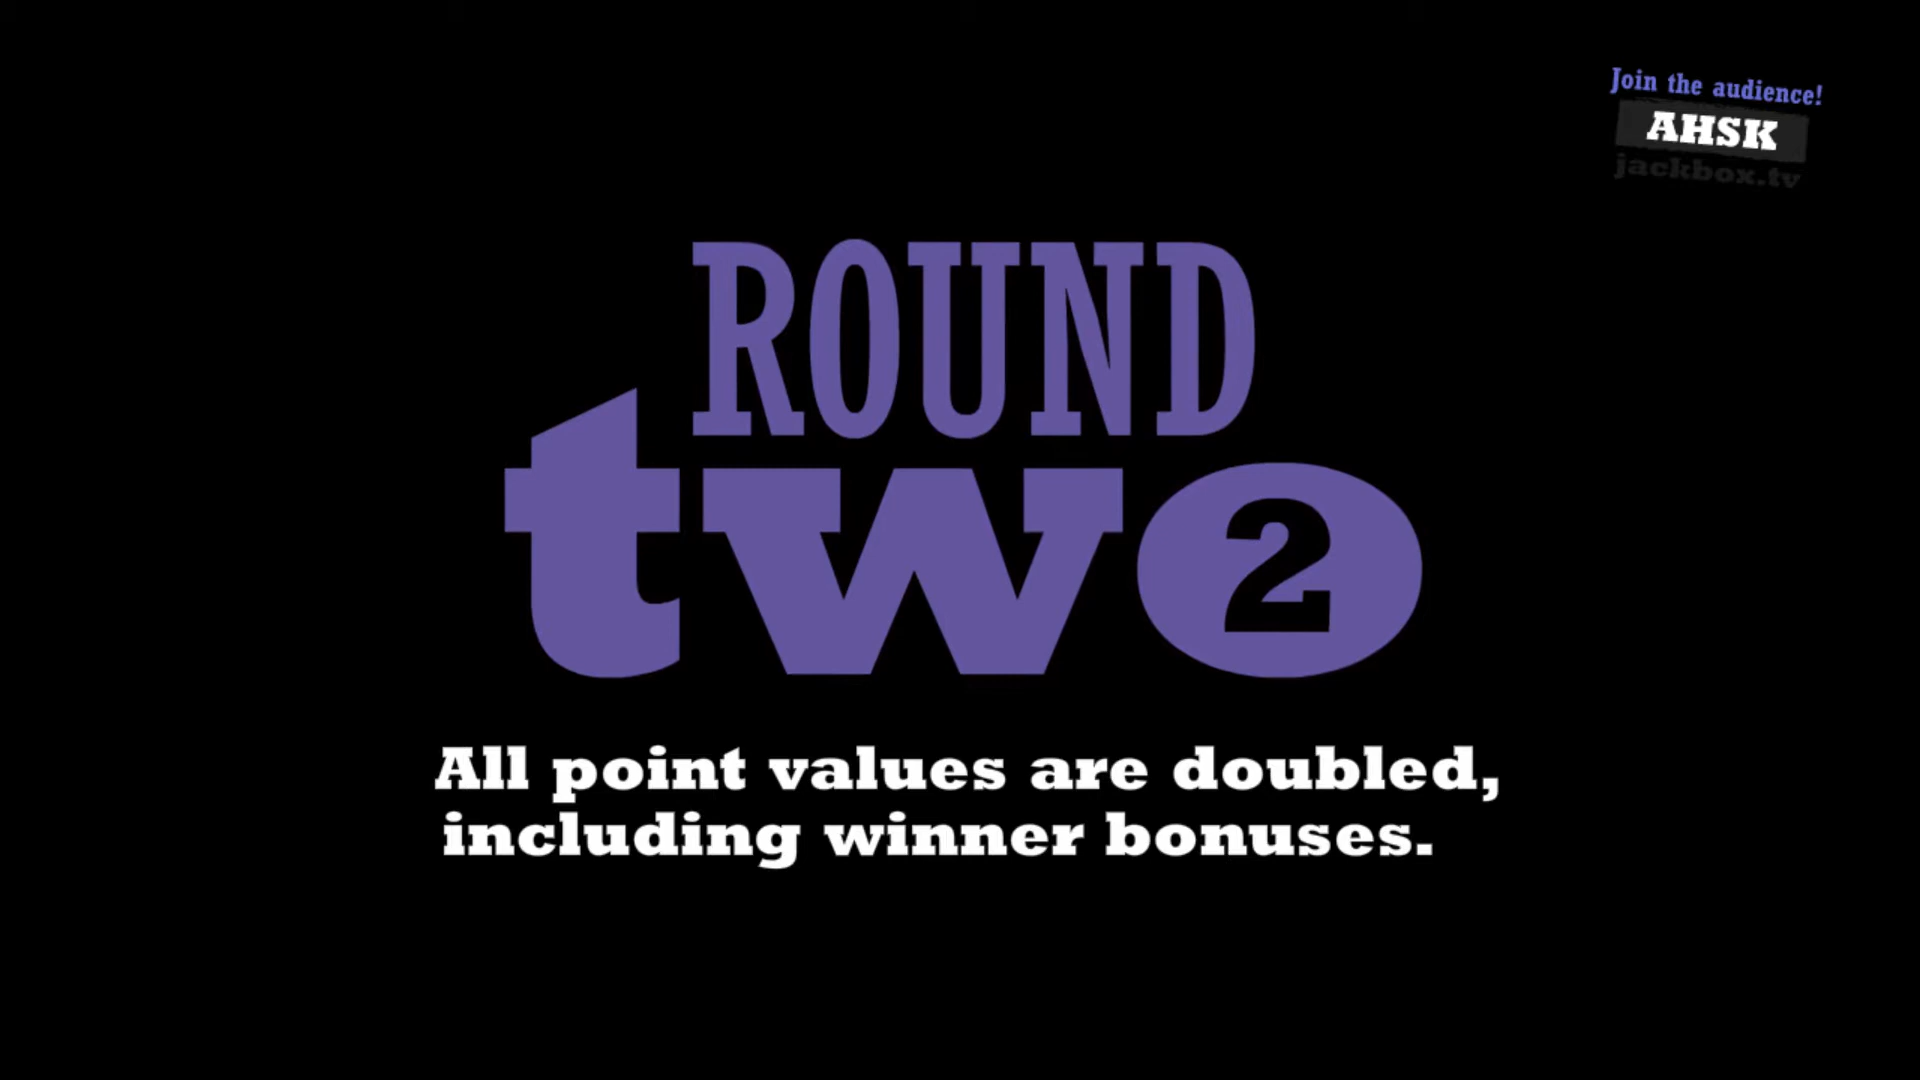 Join the audience!
AHSK
jackbox.tv
ROUND
two
2
All point values are doubled,
including winner bonuses.